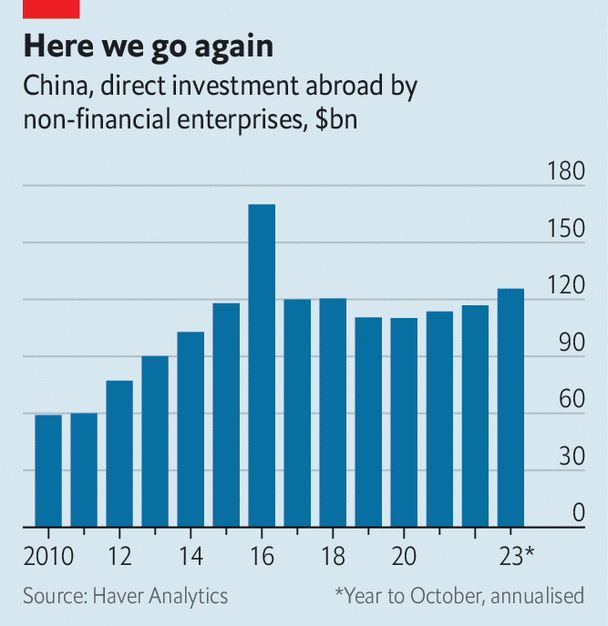 Here we go again
China, direct investment abroad by
non-financial enterprises, $bn
180
150
120
90
60
30
0
2010 12 14 16 18 20 23*
Source: Haver Analytics *Year to October, annualised